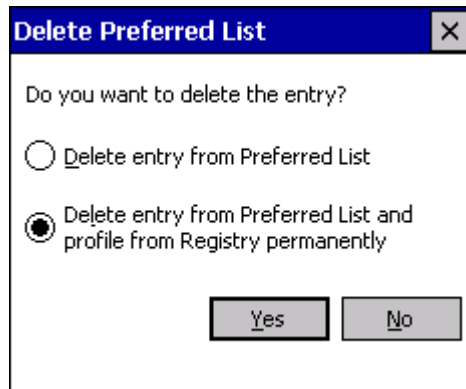 Delete Preferred List
Do you want to delete the entry?
Delete entry from Preferred List
Delete entry from Preferred List and
profile from Registry permanently
Yes No